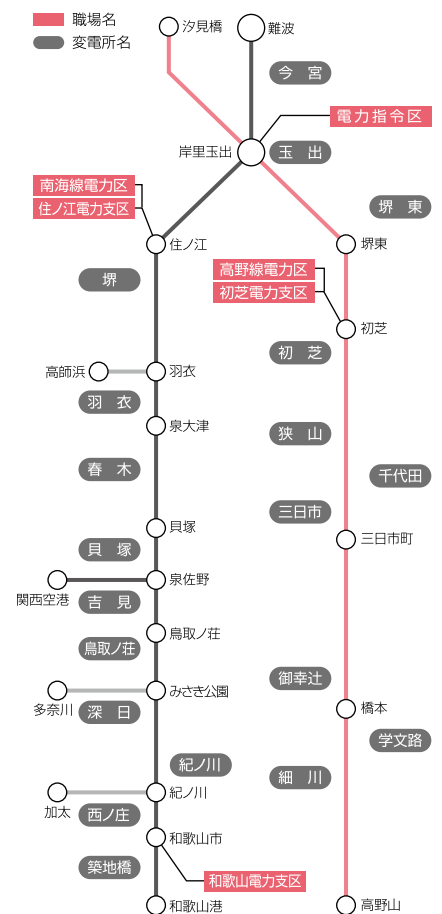 職場名
変電所名
汐見橋
難波
今宮
電力指令区
岸里玉出
玉出
南海線電力区
住ノ江電力支区
堺東
住ノ江
堺東
高野線電力区
初芝電力支区
堺
初芝
初芝
高師浜
羽衣
羽衣
泉大津
狭山
春木
千代田
三日市
貝塚
三日市町
貝塚
泉佐野
関西空港
吉見
鳥取ノ荘
鳥取ノ荘
御幸辻
みさき公園
多奈川
深日
橋本
学文路
紀ノ川
細川
紀ノ川
加太
西ノ庄
和歌山市
築地橋
和歌山電力支区
和歌山港
高野山